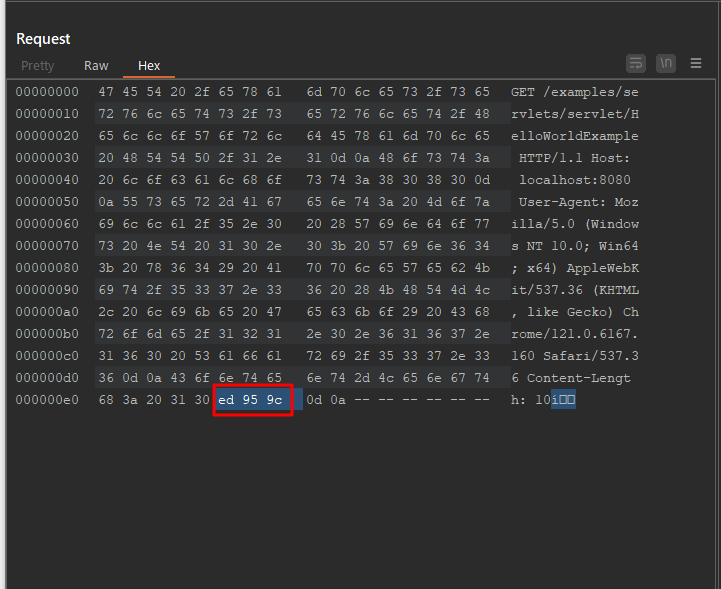 Request
Pretty Raw Hex \n
00000000 47 45 54 20 2f 65 78 61 6d 70 6c 65 73 2f 73 65 GET /examples/se
00000010 72 76 6c 65 74 73 2f 73 65 72 76 6c 65 74 2f 48 rvlets/servlet/H
00000020 65 6c 6c 6f 57 6f 72 6c 64 45 78 61 6d 70 6c 65 elloWorldExample
00000030 20 48 54 54 50 2f 31 2e 31 0d 0a 48 6f 73 74 3a HTTP/1.1 Host:
00000040 20 6c 6f 63 61 6c 68 6f 73 74 3a 38 30 38 30 0d localhost:8080
00000050 0a 55 73 65 72 2d 41 67 65 6e 74 3a 20 4d 6f 7a User-Agent: Moz
00000060 69 6c 6c 61 2f 35 2e 30 20 28 57 69 6e 64 6f 77 illa/5.0 (Window
00000070 73 20 4e 54 20 31 30 2e 30 3b 20 57 69 6e 36 34 s NT 10.0; Win64
00000080 3b 20 78 36 34 29 20 41 70 70 6c 65 57 65 62 4b ; x64) AppleWebK
00000090 69 74 2f 35 33 37 2e 33 36 20 28 4b 48 54 4d 4c it/537.36 (KHTML
000000a0 2c 20 6c 69 6b 65 20 47 65 63 6b 6f 29 20 43 68 , like Gecko) Ch
000000b0 72 6f 6d 65 2f 31 32 31 2e 30 2e 36 31 36 37 2e rome/121.0.6167.
000000c0 31 36 30 20 53 61 66 61 72 69 2f 35 33 37 2e 33 160 Safari/537.3
000000d0 36 0d 0a 43 6f 6e 74 65 6e 74 2d 4c 65 6e 67 74 6 Content-Lengt
000000e0 68 3a 20 31 30 ed 95 9c 0d 0a -- -- -- -- -- -- h: 10í